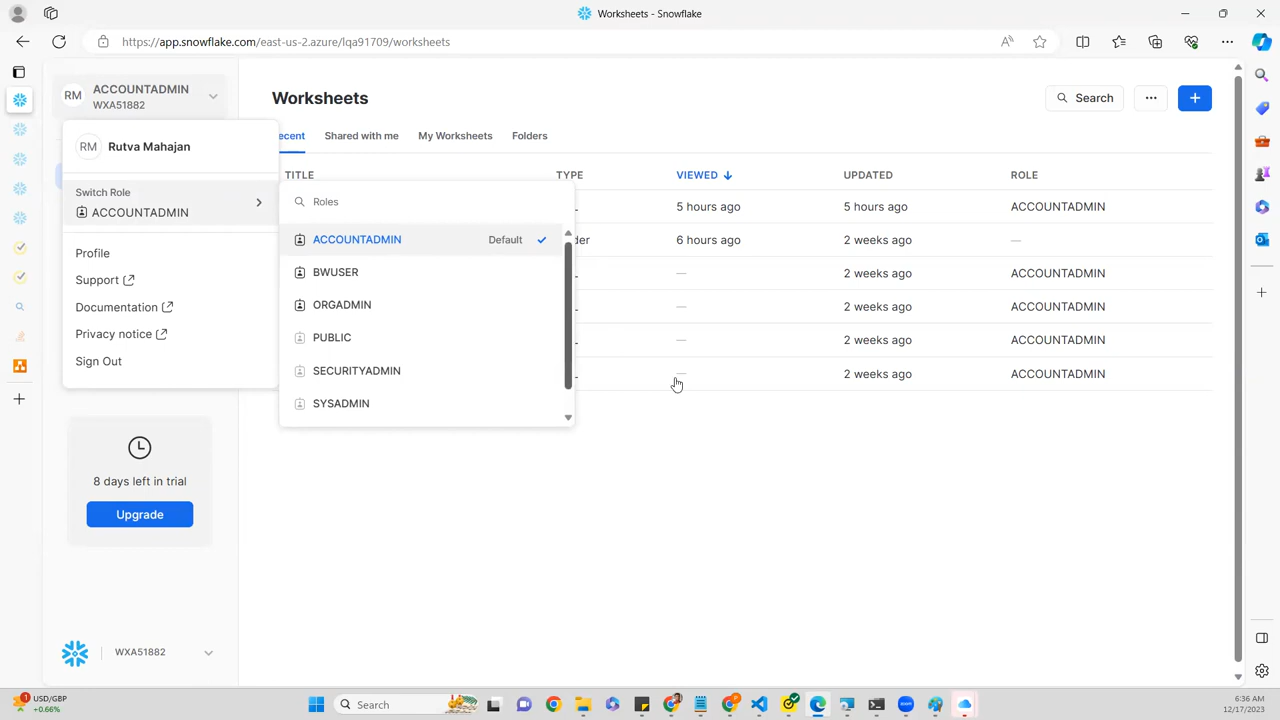 Worksheets - Snowflake
https://app.snowflake.com/east-us-2.azure/lqa91709/worksheets
RM
ACCOUNTADMIN
WXA51882
Worksheets
Search
RM
Rutva Mahajan
ecent
Shared with me
My Worksheets
Folders
Switch Role
ACCOUNTADMIN
Profile
Support
Documentation
Privacy notice
Sign Out
TITLE TYPE VIEWED UPDATED ROLE
Roles
ACCOUNTADMIN Default
BWUSER
ORGADMIN
PUBLIC
SECURITYADMIN
SYSADMIN
5 hours ago 5 hours ago ACCOUNTADMIN
der 6 hours ago 2 weeks ago —
— 2 weeks ago ACCOUNTADMIN
— 2 weeks ago ACCOUNTADMIN
— 2 weeks ago ACCOUNTADMIN
— 2 weeks ago ACCOUNTADMIN
8 days left in trial
Upgrade
WXA51882
1
USD/GBP
+0.66%
Search
6:36 AM
12/17/2023